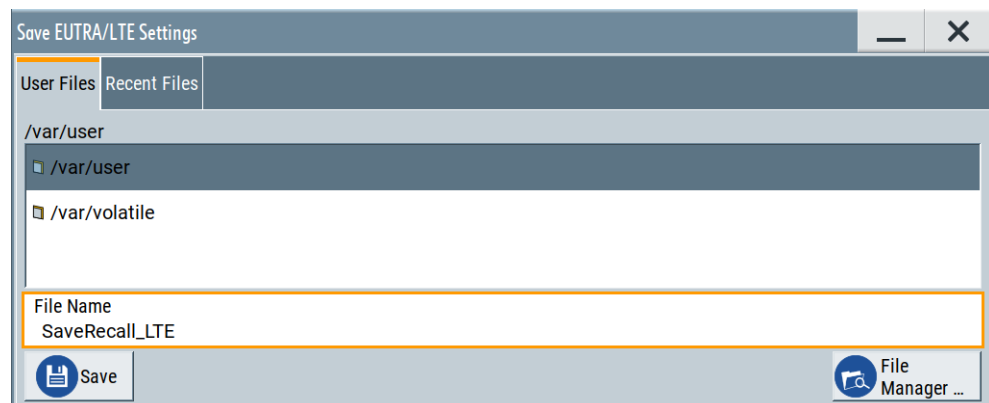 Save EUTRA/LTE Settings
User Files Recent Files
/var/user
/var/user
/var/volatile
File Name
SaveRecall_LTE
Save
File
Manager ...